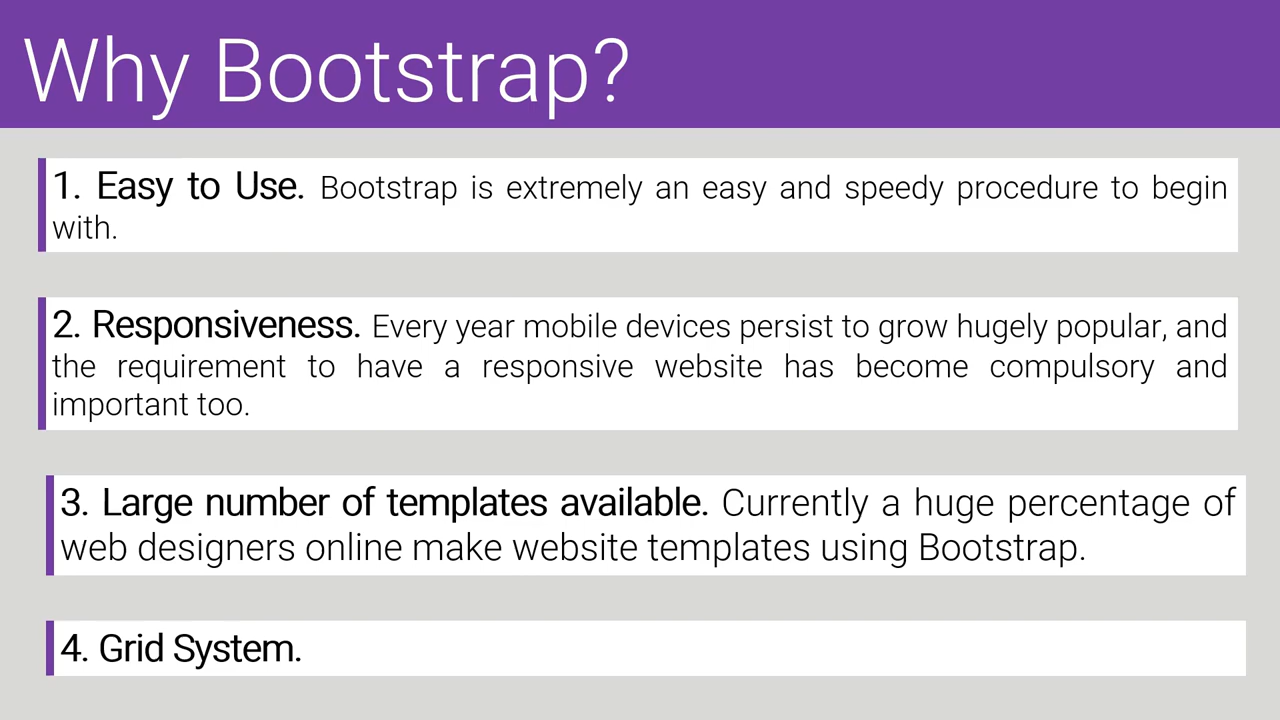 Why Bootstrap?
1. Easy to Use. Bootstrap is extremely an easy and speedy procedure to begin
with.
2. Responsiveness. Every year mobile devices persist to grow hugely popular, and
the requirement to have a responsive website has become compulsory and
important too.
3. Large number of templates available. Currently a huge percentage of
web designers online make website templates using Bootstrap.
4. Grid System.